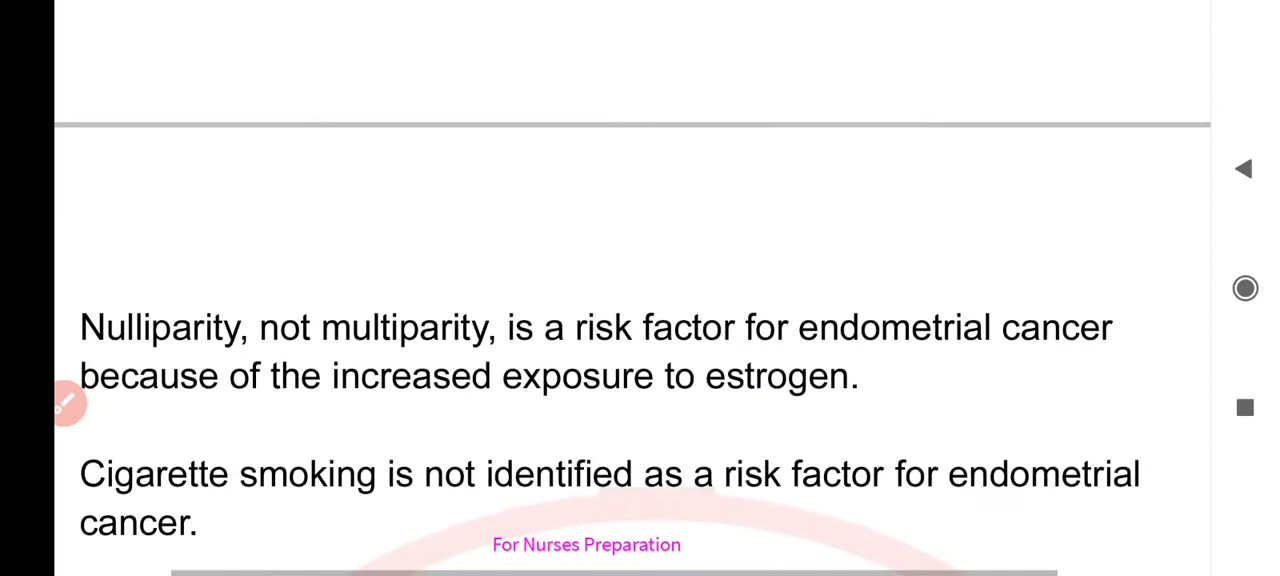 Nulliparity, not multiparity, is a risk factor for endometrial cancer
because of the increased exposure to estrogen.
Cigarette smoking is not identified as a risk factor for endometrial
cancer.
For Nurses Preparation